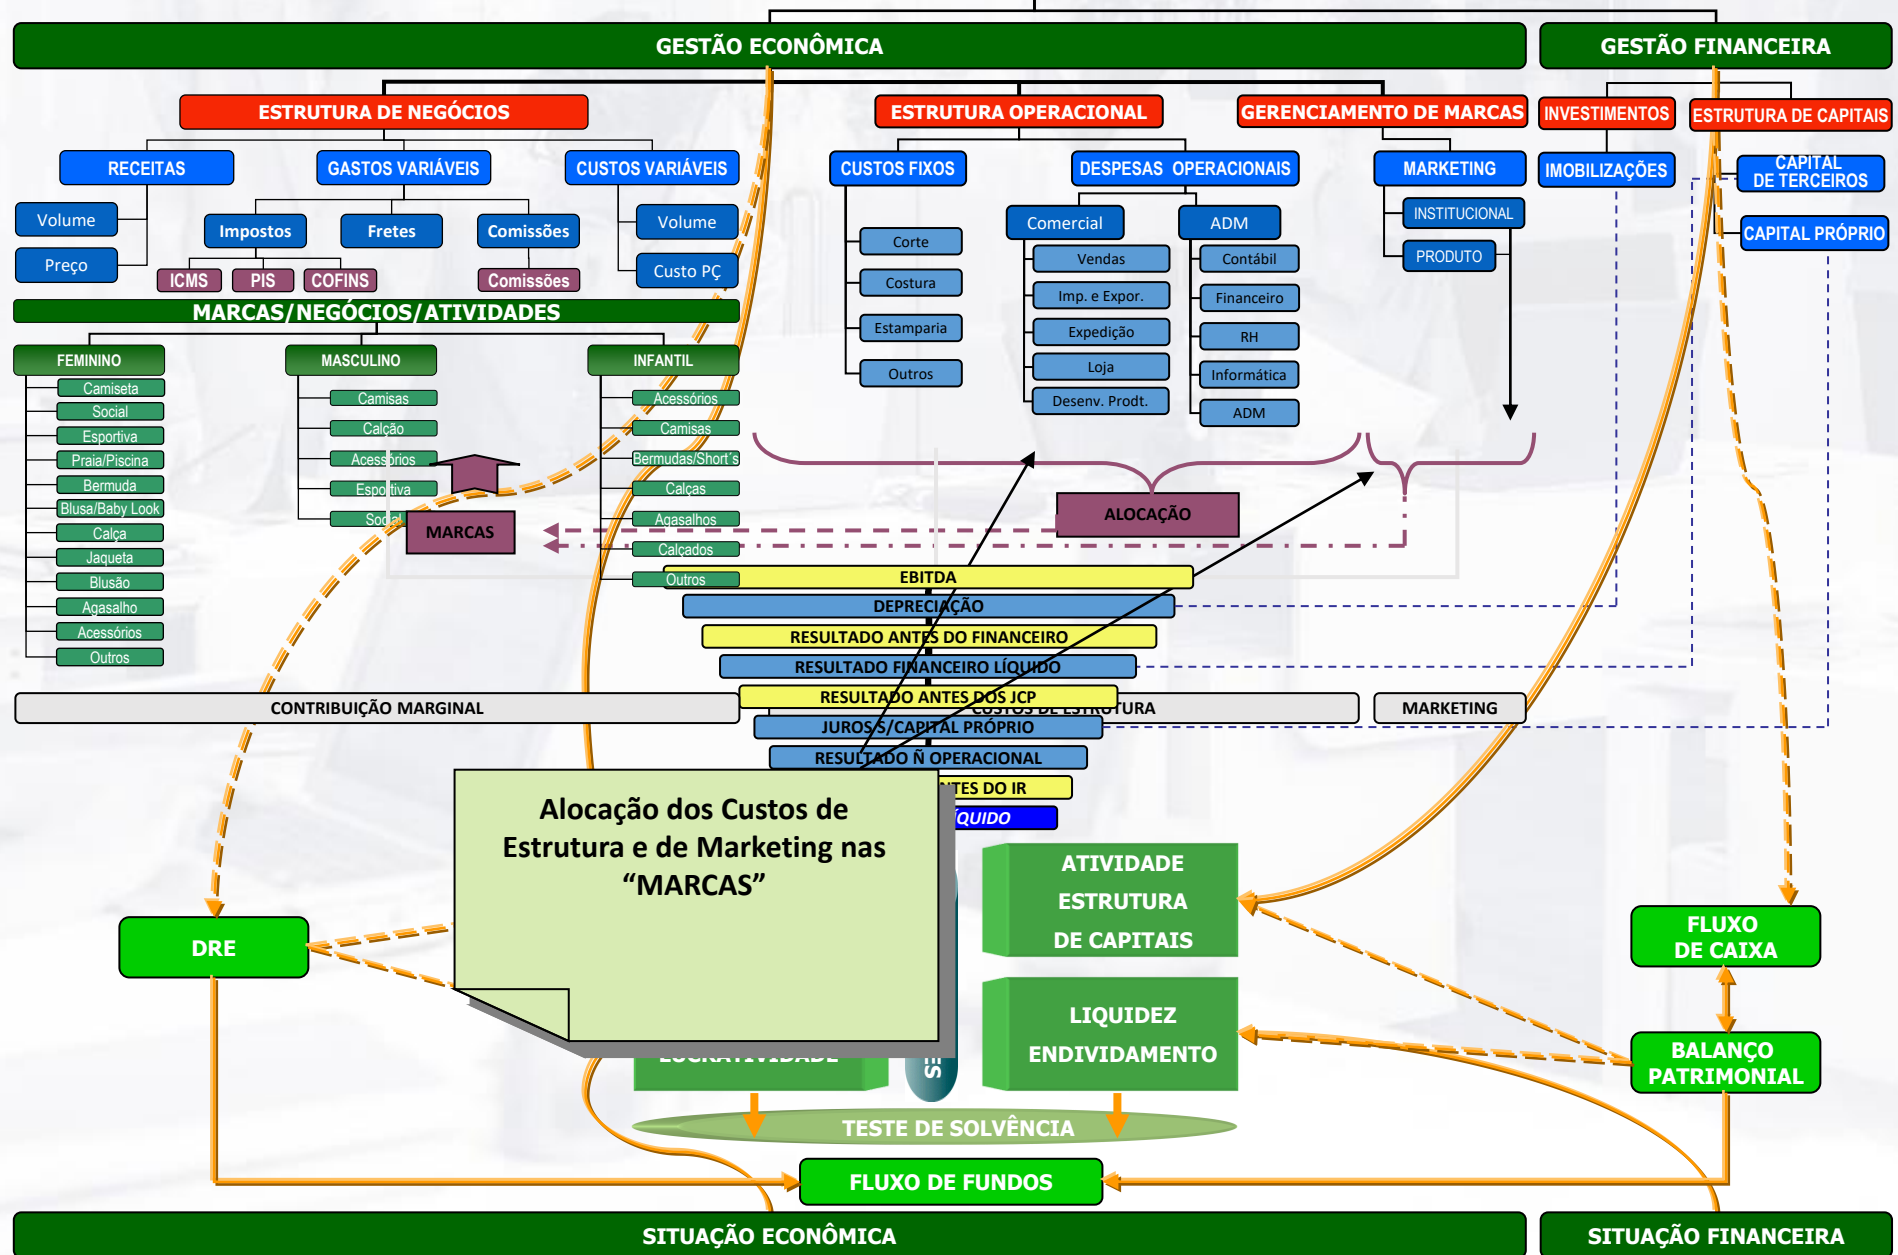 GESTÃO ECONÔMICA
GESTÃO FINANCEIRA
ESTRUTURA DE NEGÓCIOS
ESTRUTURA OPERACIONAL
GERENCIAMENTO DE MARCAS
INVESTIMENTOS
ESTRUTURA DE CAPITAIS
RECEITAS
GASTOS VARIÁVEIS
CUSTOS VARIÁVEIS
CUSTOS FIXOS
DESPESAS OPERACIONAIS
MARKETING
IMOBILIZAÇÕES
CAPITAL
DE TERCEIROS
CAPITAL PRÓPRIO
Volume
Preço
Impostos
Fretes
Comissões
Volume
Custo PÇ
ICMS
PIS
COFINS
Comissões
Corte
Costura
Estamparia
Outros
Comercial
Vendas
Imp. e Expor.
Expedição
Loja
Desenv. Prodt.
ADM
Contábil
Financeiro
RH
Informática
ADM
INSTITUCIONAL
PRODUTO
MARCAS/NEGÓCIOS/ATIVIDADES
FEMININO
Camiseta
Social
Esportiva
Praia/Piscina
Bermuda
Blusa/Baby Look
Calça
Jaqueta
Blusão
Agasalho
Acessórios
Outros
MASCULINO
Camisas
Calção
Acessórios
Esportiva
Social
INFANTIL
Acessórios
Camisas
Bermudas/Short´s
Calças
Agasalhos
Calçados
Outros
MARCAS
ALOCAÇÃO
EBITDA
DEPRECIAÇÃO
RESULTADO ANTES DO FINANCEIRO
RESULTADO FINANCEIRO LÍQUIDO
RESULTADO ANTES DOS JCP
CONTRIBUIÇÃO MARGINAL
CUSTOS DE ESTRUTURA
MARKETING
JUROS S/CAPITAL PRÓPRIO
RESULTADO Ñ OPERACIONAL
DO IR
Alocação dos Custos de
Estrutura e de Marketing nas
“MARCAS”
ATIVIDADE
ESTRUTURA
DE CAPITAIS
DRE
FLUXO
DE CAIXA
LIQUIDEZ
ENDIVIDAMENTO
LUCRATIVIDADE
BALANÇO
PATRIMONIAL
TESTE DE SOLVÊNCIA
FLUXO DE FUNDOS
SITUAÇÃO ECONÔMICA
SITUAÇÃO FINANCEIRA